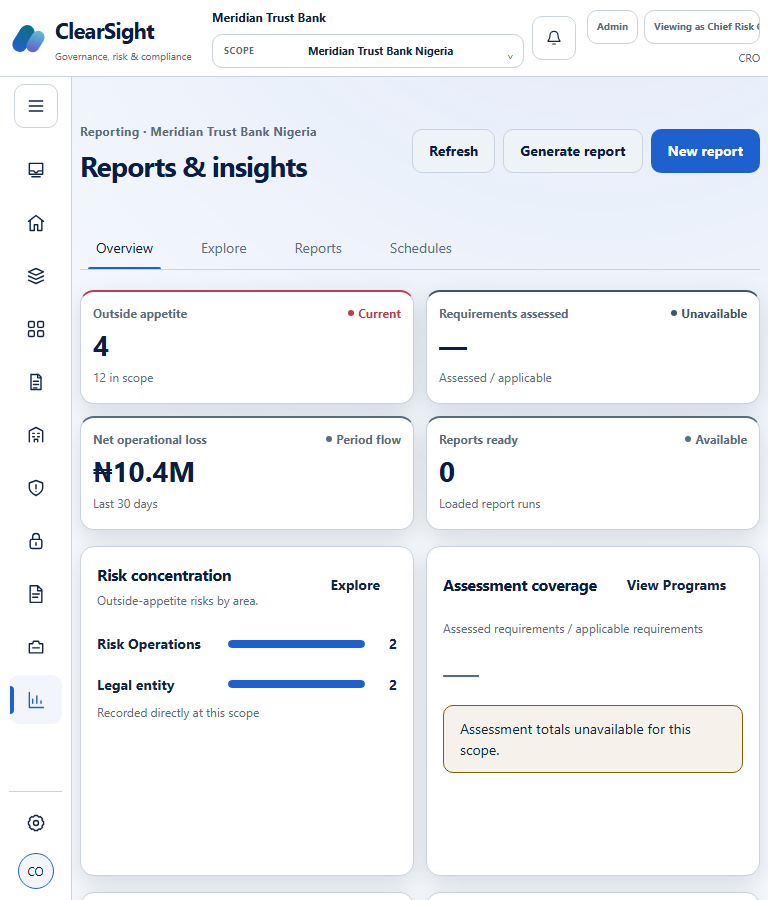 ClearSight
Governance, risk & compliance
Meridian Trust Bank
SCOPE Meridian Trust Bank Nigeria
Admin
Viewing as Chief Risk
CRO
Reporting · Meridian Trust Bank Nigeria
Reports & insights
Refresh
Generate report
New report
Overview
Explore
Reports
Schedules
Outside appetite
Current
4
12 in scope
Requirements assessed
Unavailable
—
Assessed / applicable
Net operational loss
Period flow
₦10.4M
Last 30 days
Reports ready
Available
0
Loaded report runs
Risk concentration
Outside-appetite risks by area.
Explore
Risk Operations 2
Legal entity 2
Recorded directly at this scope
Assessment coverage
View Programs
Assessed requirements / applicable requirements
—
Assessment totals unavailable for this
scope.
CO